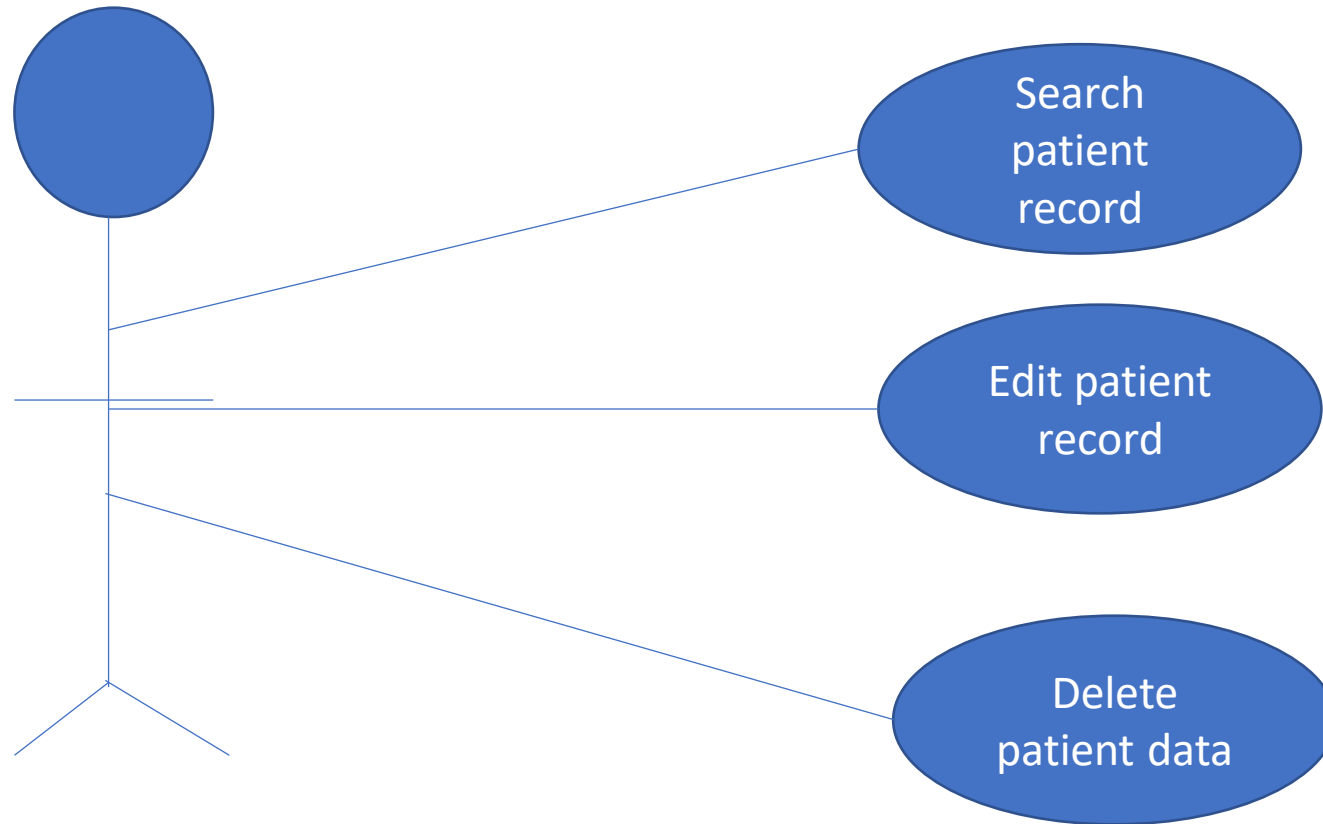 Search
patient
record
Edit patient
record
Delete
patient data